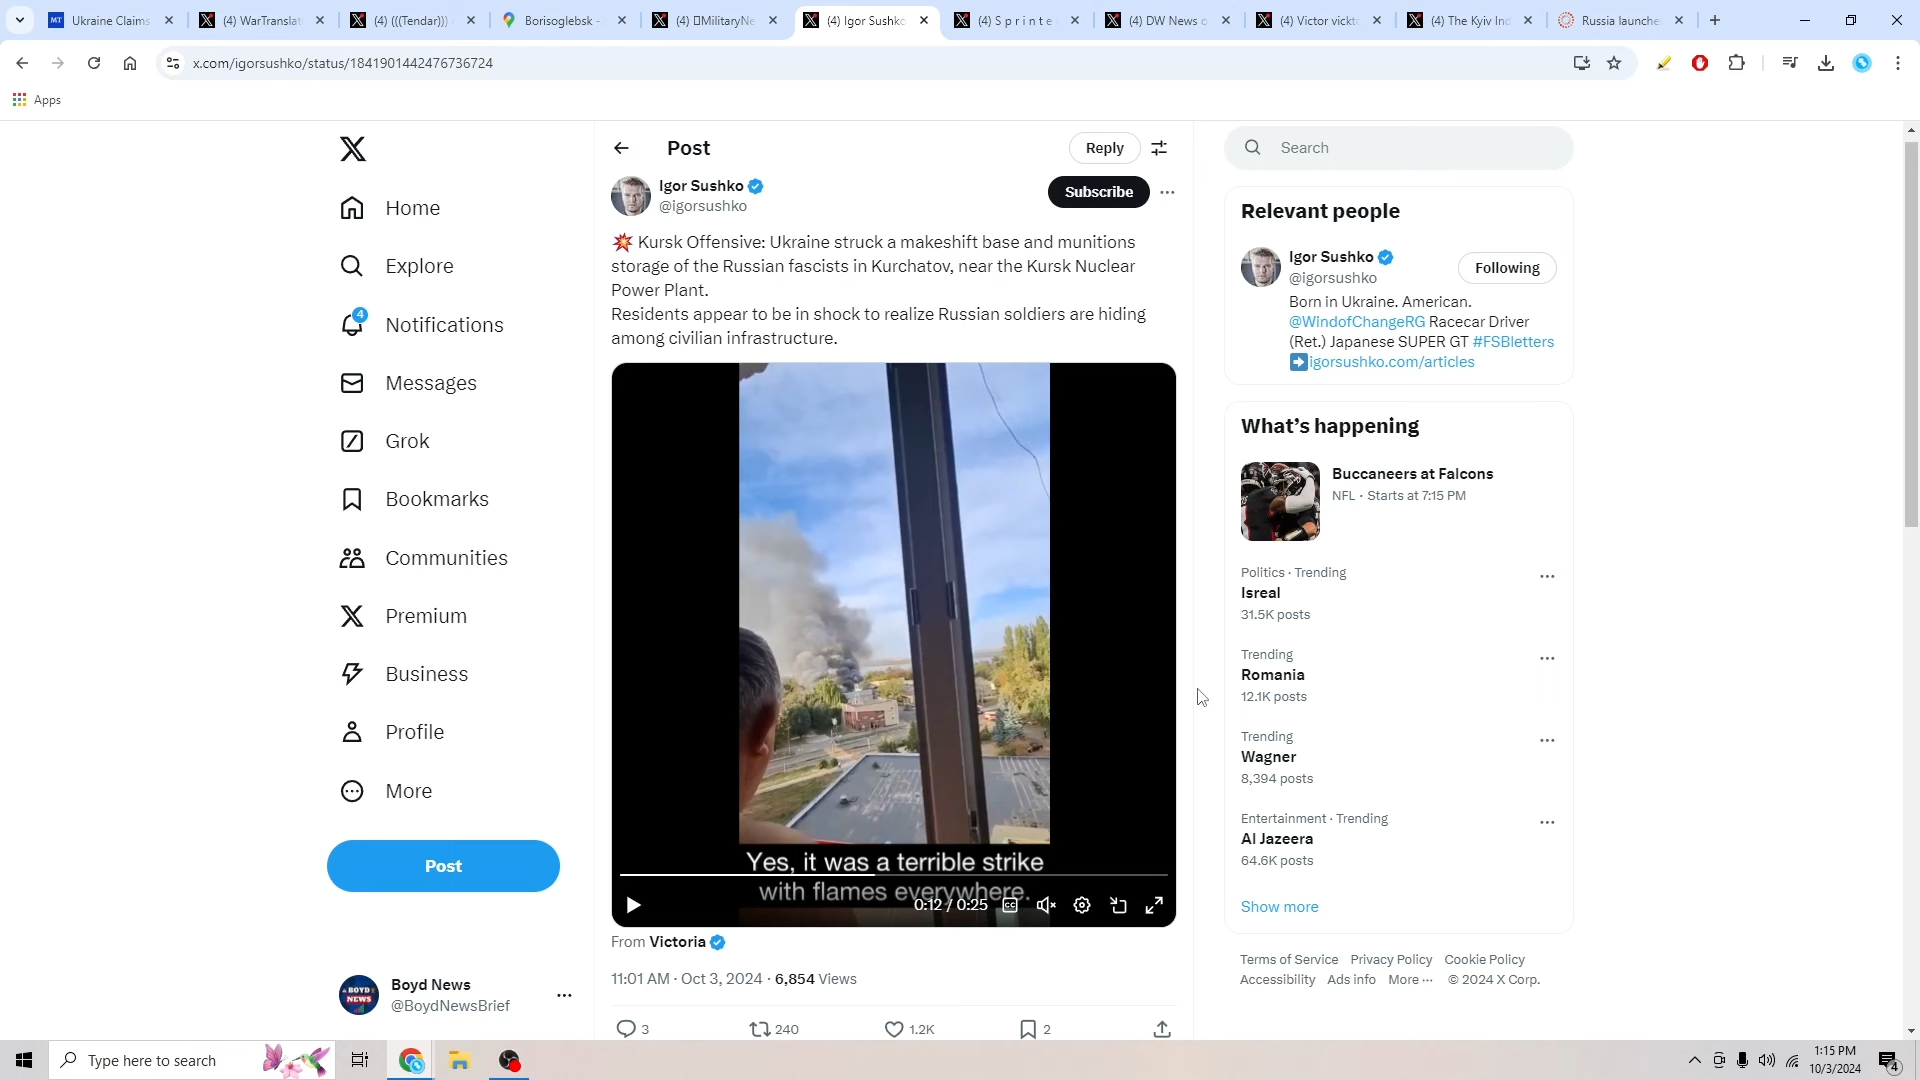 MT Ukraine Claims
(4) WarTranslat
(4) (((Tendar)))
Borisoglebsk -
(4) MilitaryNe
(4) Igor Sushko
(4) S p r i n t e
(4) DW News o
(4) Victor vickto
(4) The Kyiv Ind
Russia launche
x.com/igorsushko/status/1841901442476736724
Apps
Post
Reply
Search
Igor Sushko
@igorsushko
Subscribe
💥 Kursk Offensive: Ukraine struck a makeshift base and munitions
storage of the Russian fascists in Kurchatov, near the Kursk Nuclear
Power Plant.
Residents appear to be in shock to realize Russian soldiers are hiding
among civilian infrastructure.
Yes, it was a terrible strike
with flames everywhere.
0:12 / 0:25
CC
From Victoria
11:01 AM · Oct 3, 2024 · 6,854 Views
3
240
1.2K
2
Home
Explore
4
Notifications
Messages
Grok
Bookmarks
Communities
Premium
Business
Profile
More
Post
BOYD
NEWS
Boyd News
@BoydNewsBrief
Relevant people
Igor Sushko
@igorsushko
Following
Born in Ukraine. American.
@WindofChangeRG Racecar Driver
(Ret.) Japanese SUPER GT #FSBletters
➡️igorsushko.com/articles
What’s happening
Buccaneers at Falcons
NFL · Starts at 7:15 PM
Politics · Trending
Isreal
31.5K posts
Trending
Romania
12.1K posts
Trending
Wagner
8,394 posts
Entertainment · Trending
Al Jazeera
64.6K posts
Show more
Terms of Service Privacy Policy Cookie Policy
Accessibility Ads info More ··· © 2024 X Corp.
Type here to search
1:15 PM
10/3/2024
4